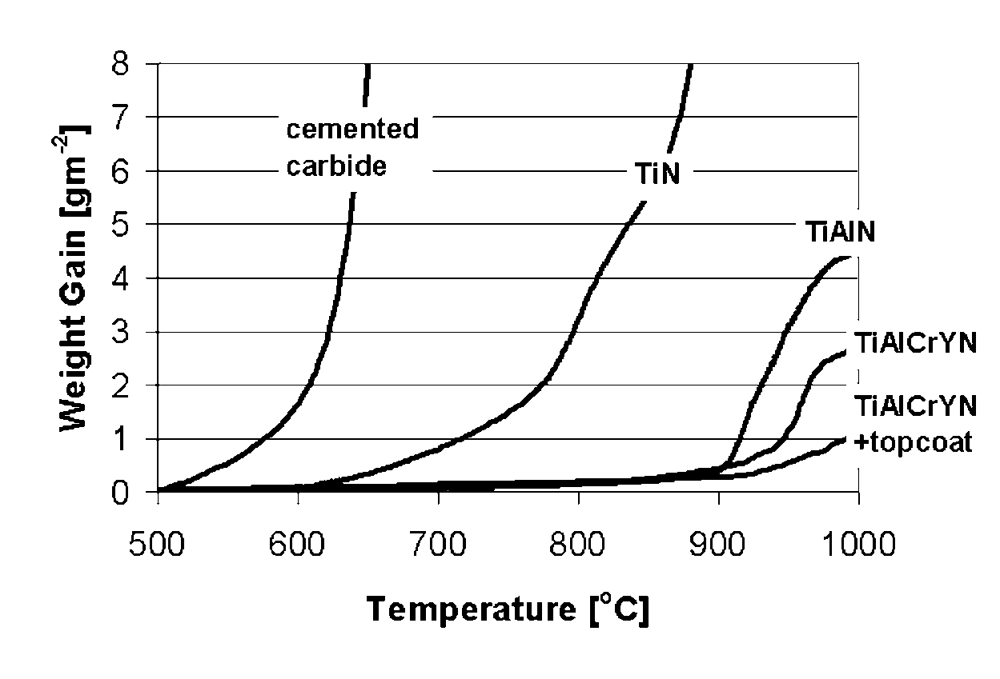 8
7
6
5
4
3
2
1
0
Weight Gain [gm⁻²]
cemented
carbide
TiN
TiAlN
TiAlCrYN
TiAlCrYN
+topcoat
500 600 700 800 900 1000
Temperature [°C]